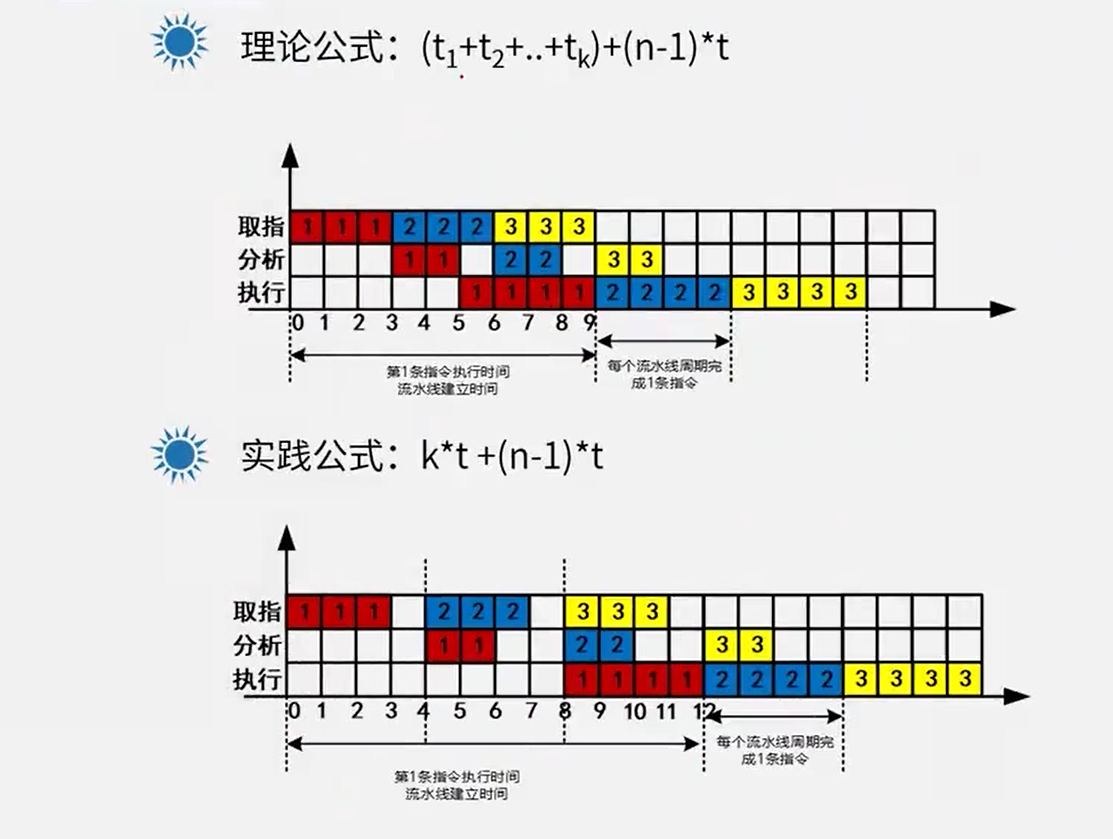 理论公式：(t1+t2+..+tk)+(n-1)*t
取指 1 1 1 2 2 2 3 3 3
分析 1 1 2 2 3 3
执行 1 1 1 1 2 2 2 2 3 3 3 3
0 1 2 3 4 5 6 7 8 9
第1条指令执行时间
流水线建立时间
每个流水线周期完
成1条指令
实践公式：k*t +(n-1)*t
取指 1 1 1 2 2 2 3 3 3
分析 1 1 2 2 3 3
执行 1 1 1 1 2 2 2 2 3 3 3 3
0 1 2 3 4 5 6 7 8 9 10 11 12
每个流水线周期完
成1条指令
第1条指令执行时间
流水线建立时间